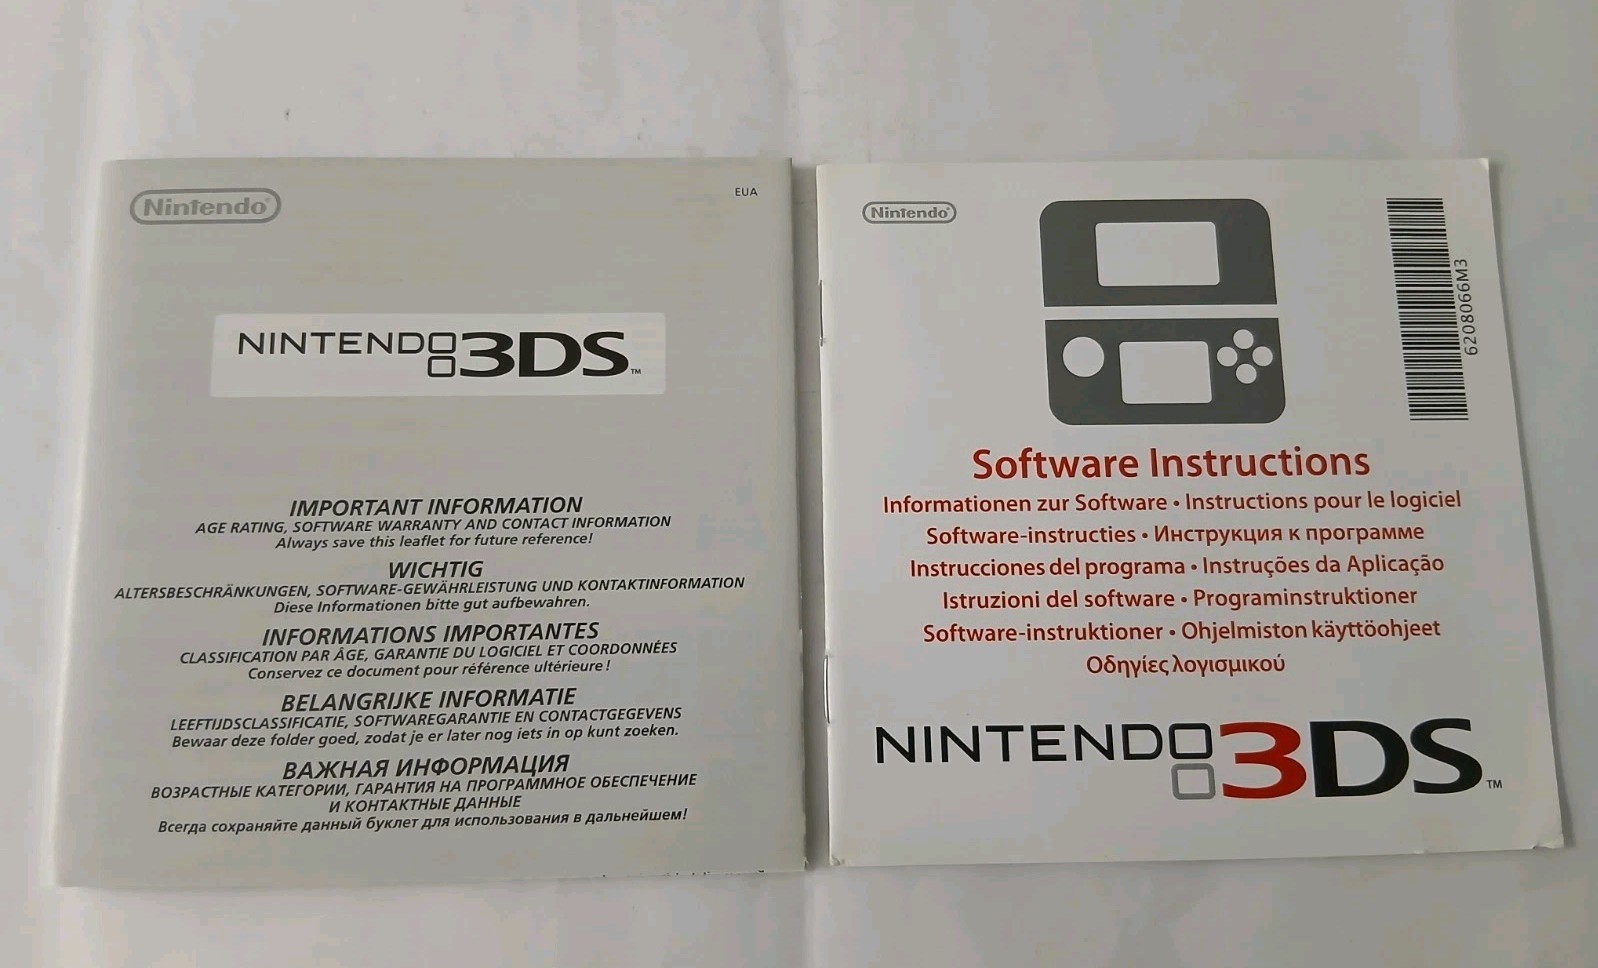 Nintendo®
EUA
NINTENDO 3DS™
IMPORTANT INFORMATION
AGE RATING, SOFTWARE WARRANTY AND CONTACT INFORMATION
Always save this leaflet for future reference!
WICHTIG
ALTERSBESCHRÄNKUNGEN, SOFTWARE-GEWÄHRLEISTUNG UND KONTAKTINFORMATION
Diese Informationen bitte gut aufbewahren.
INFORMATIONS IMPORTANTES
CLASSIFICATION PAR ÂGE, GARANTIE DU LOGICIEL ET COORDONNÉES
Conservez ce document pour référence ultérieure !
BELANGRIJKE INFORMATIE
LEEFTIJDSCLASSIFICATIE, SOFTWAREGARANTIE EN CONTACTGEGEVENS
Bewaar deze folder goed, zodat je er later nog iets in op kunt zoeken.
ВАЖНАЯ ИНФОРМАЦИЯ
ВОЗРАСТНЫЕ КАТЕГОРИИ, ГАРАНТИЯ НА ПРОГРАММНОЕ ОБЕСПЕЧЕНИЕ
И КОНТАКТНЫЕ ДАННЫЕ
Всегда сохраняйте данный буклет для использования в дальнейшем!
Nintendo®
6208066M3
Software Instructions
Informationen zur Software • Instructions pour le logiciel
Software-instructies • Инструкция к программе
Instrucciones del programa • Instruções da Aplicação
Istruzioni del software • Programinstruktioner
Software-instruktioner • Ohjelmiston käyttöohjeet
Οδηγίες λογισμικού
NINTENDO 3DS™